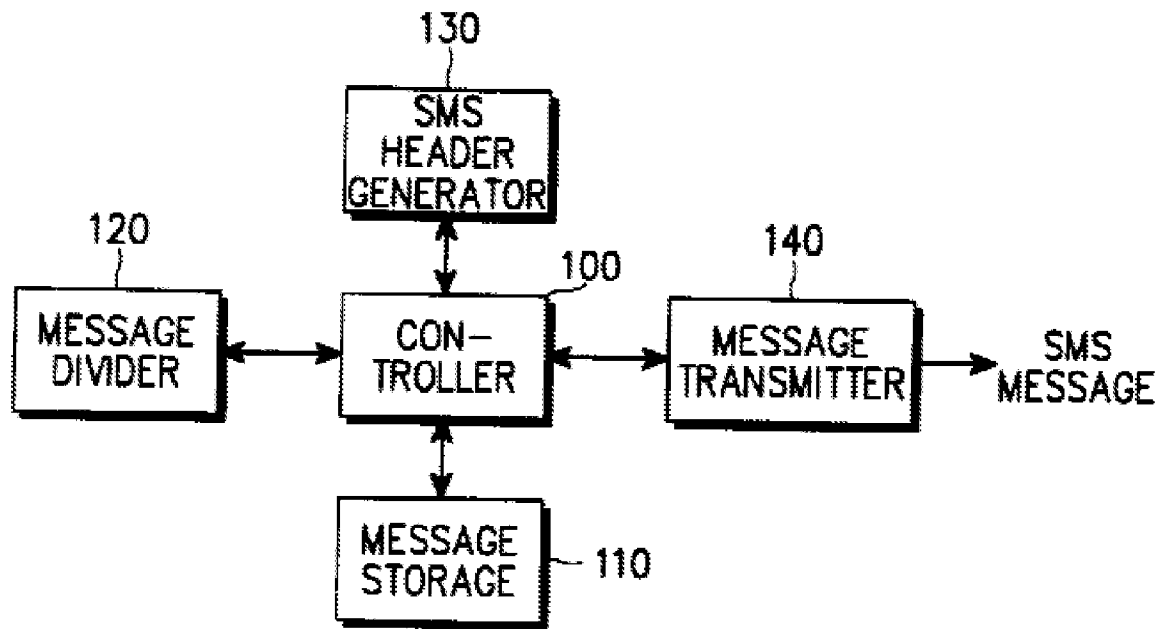 130
SMS
HEADER
GENERATOR
120
100
140
MESSAGE
DIVIDER
CON-
TROLLER
MESSAGE
TRANSMITTER
SMS
MESSAGE
MESSAGE
STORAGE
110